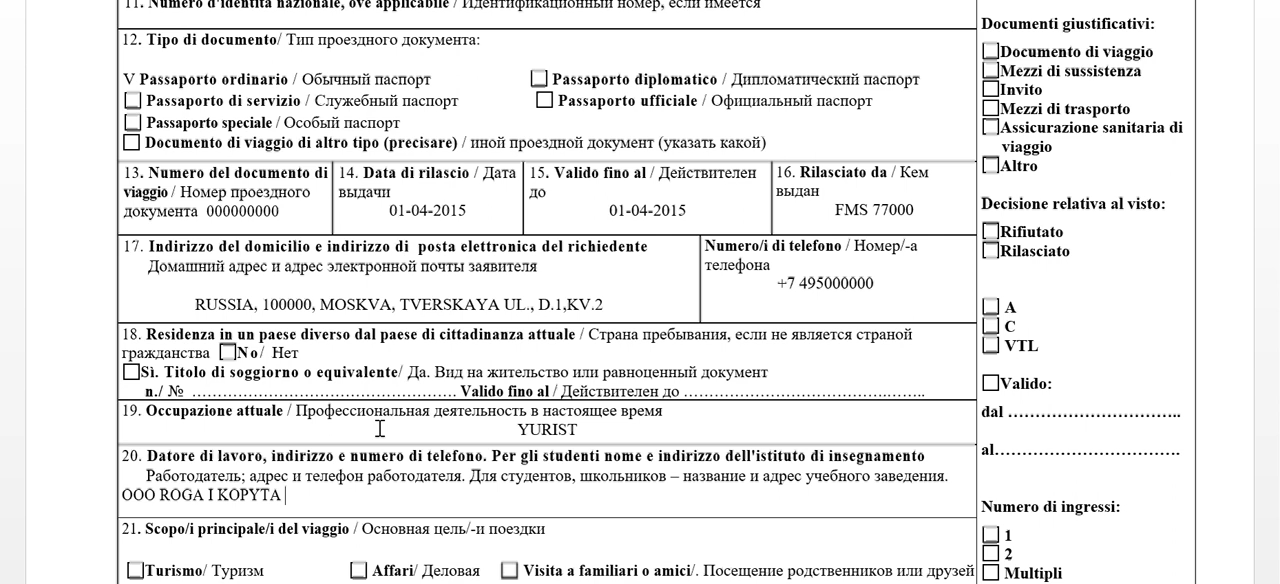 11. Numero d'identità nazionale, ove applicabile / Идентификационный номер, если имеется
12. Tipo di documento/ Тип проездного документа:
V Passaporto ordinario / Обычный паспорт
Passaporto diplomatico / Дипломатический паспорт
Passaporto di servizio / Служебный паспорт
Passaporto ufficiale / Официальный паспорт
Passaporto speciale / Особый паспорт
Documento di viaggio di altro tipo (precisare) / иной проездной документ (указать какой)
13. Numero del documento di
viaggio / Номер проездного
документа 000000000
14. Data di rilascio / Дата
выдачи
01-04-2015
15. Valido fino al / Действителен
до
01-04-2015
16. Rilasciato da / Кем
выдан
FMS 77000
17. Indirizzo del domicilio e indirizzo di posta elettronica del richiedente
Домашний адрес и адрес электронной почты заявителя
RUSSIA, 100000, MOSKVA, TVERSKAYA UL., D.1,KV.2
Numero/i di telefono / Номер/-а
телефона
+7 495000000
18. Residenza in un paese diverso dal paese di cittadinanza attuale / Страна пребывания, если не является страной
гражданства No/ Нет
Sì. Titolo di soggiorno o equivalente/ Да. Вид на жительство или равноценный документ
n./ № ………………………………………… Valido fino al / Действителен до …………………………………..……..
19. Occupazione attuale / Профессиональная деятельность в настоящее время
YURIST
20. Datore di lavoro, indirizzo e numero di telefono. Per gli studenti nome e indirizzo dell'istituto di insegnamento
Работодатель; адрес и телефон работодателя. Для студентов, школьников – название и адрес учебного заведения.
OOO ROGA I KOPYTA
21. Scopo/i principale/i del viaggio / Основная цель/-и поездки
Turismo/ Туризм
Affari/ Деловая
Visita a familiari o amici/. Посещение родственников или друзей
Documenti giustificativi:
Documento di viaggio
Mezzi di sussistenza
Invito
Mezzi di trasporto
Assicurazione sanitaria di
viaggio
Altro
Decisione relativa al visto:
Rifiutato
Rilasciato
A
C
VTL
Valido:
dal …………………………..
al………………………………
Numero di ingressi:
1
2
Multipli